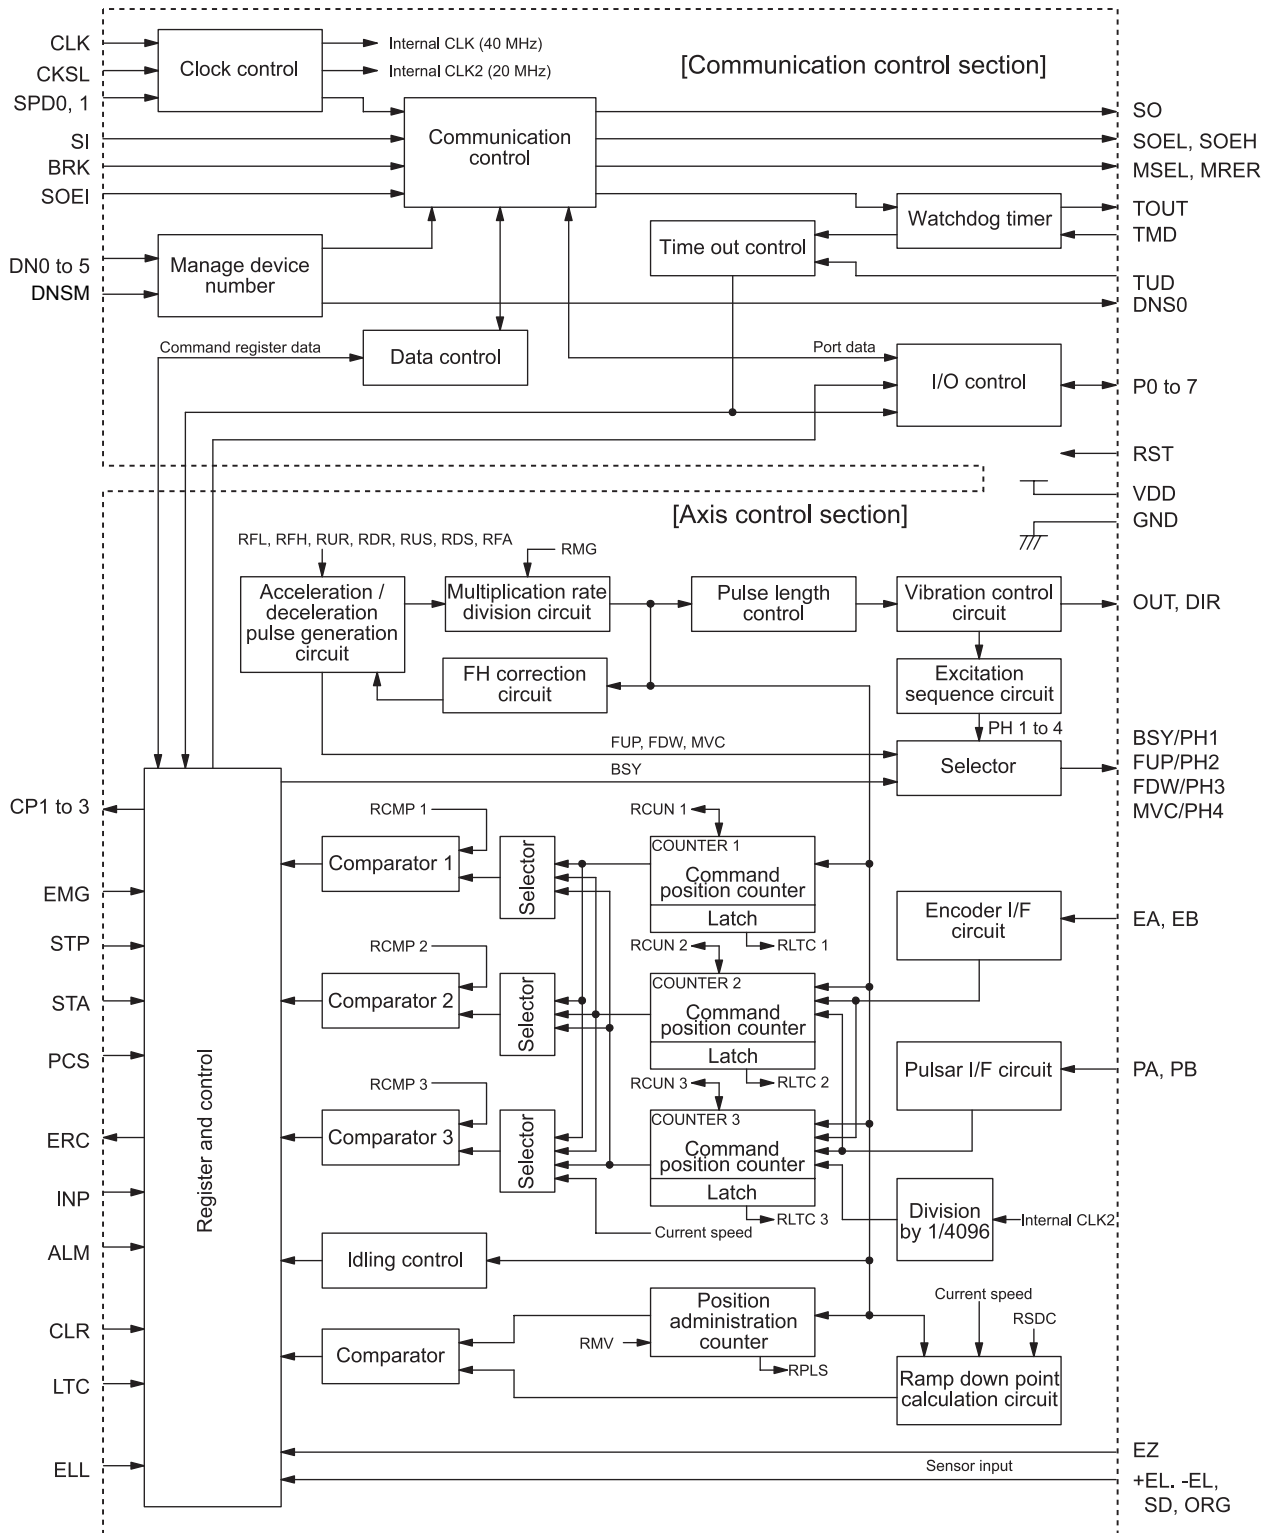 CLK
CKSL
SPD0, 1
SI
BRK
SOEI
DN0 to 5
DNSM
Clock control
Internal CLK (40 MHz)
Internal CLK2 (20 MHz)
[Communication control section]
Communication
control
SO
SOEL, SOEH
MSEL, MRER
TOUT
TMD
TUD
DNS0
Watchdog timer
Time out control
Manage device
number
Command register data
Data control
Port data
I/O control
P0 to 7
RST
VDD
GND
[Axis control section]
RFL, RFH, RUR, RDR, RUS, RDS, RFA
RMG
Acceleration /
deceleration
pulse generation
circuit
Multiplication rate
division circuit
Pulse length
control
Vibration control
circuit
OUT, DIR
FH correction
circuit
Excitation
sequence circuit
PH 1 to 4
FUP, FDW, MVC
BSY
Selector
BSY/PH1
FUP/PH2
FDW/PH3
MVC/PH4
CP1 to 3
EMG
STP
STA
PCS
ERC
INP
ALM
CLR
LTC
ELL
Register and control
RCMP 1
Comparator 1
Selector
RCUN 1
COUNTER 1
Command
position counter
Latch
RLTC 1
Encoder I/F
circuit
EA, EB
RCMP 2
Comparator 2
Selector
RCUN 2
COUNTER 2
Command
position counter
Latch
RLTC 2
Pulsar I/F circuit
PA, PB
RCMP 3
Comparator 3
Selector
RCUN 3
COUNTER 3
Command
position counter
Latch
RLTC 3
Current speed
Division
by 1/4096
Internal CLK2
Idling control
Position
administration
counter
RMV
RPLS
Comparator
Current speed
RSDC
Ramp down point
calculation circuit
EZ
Sensor input
+EL. -EL,
SD, ORG